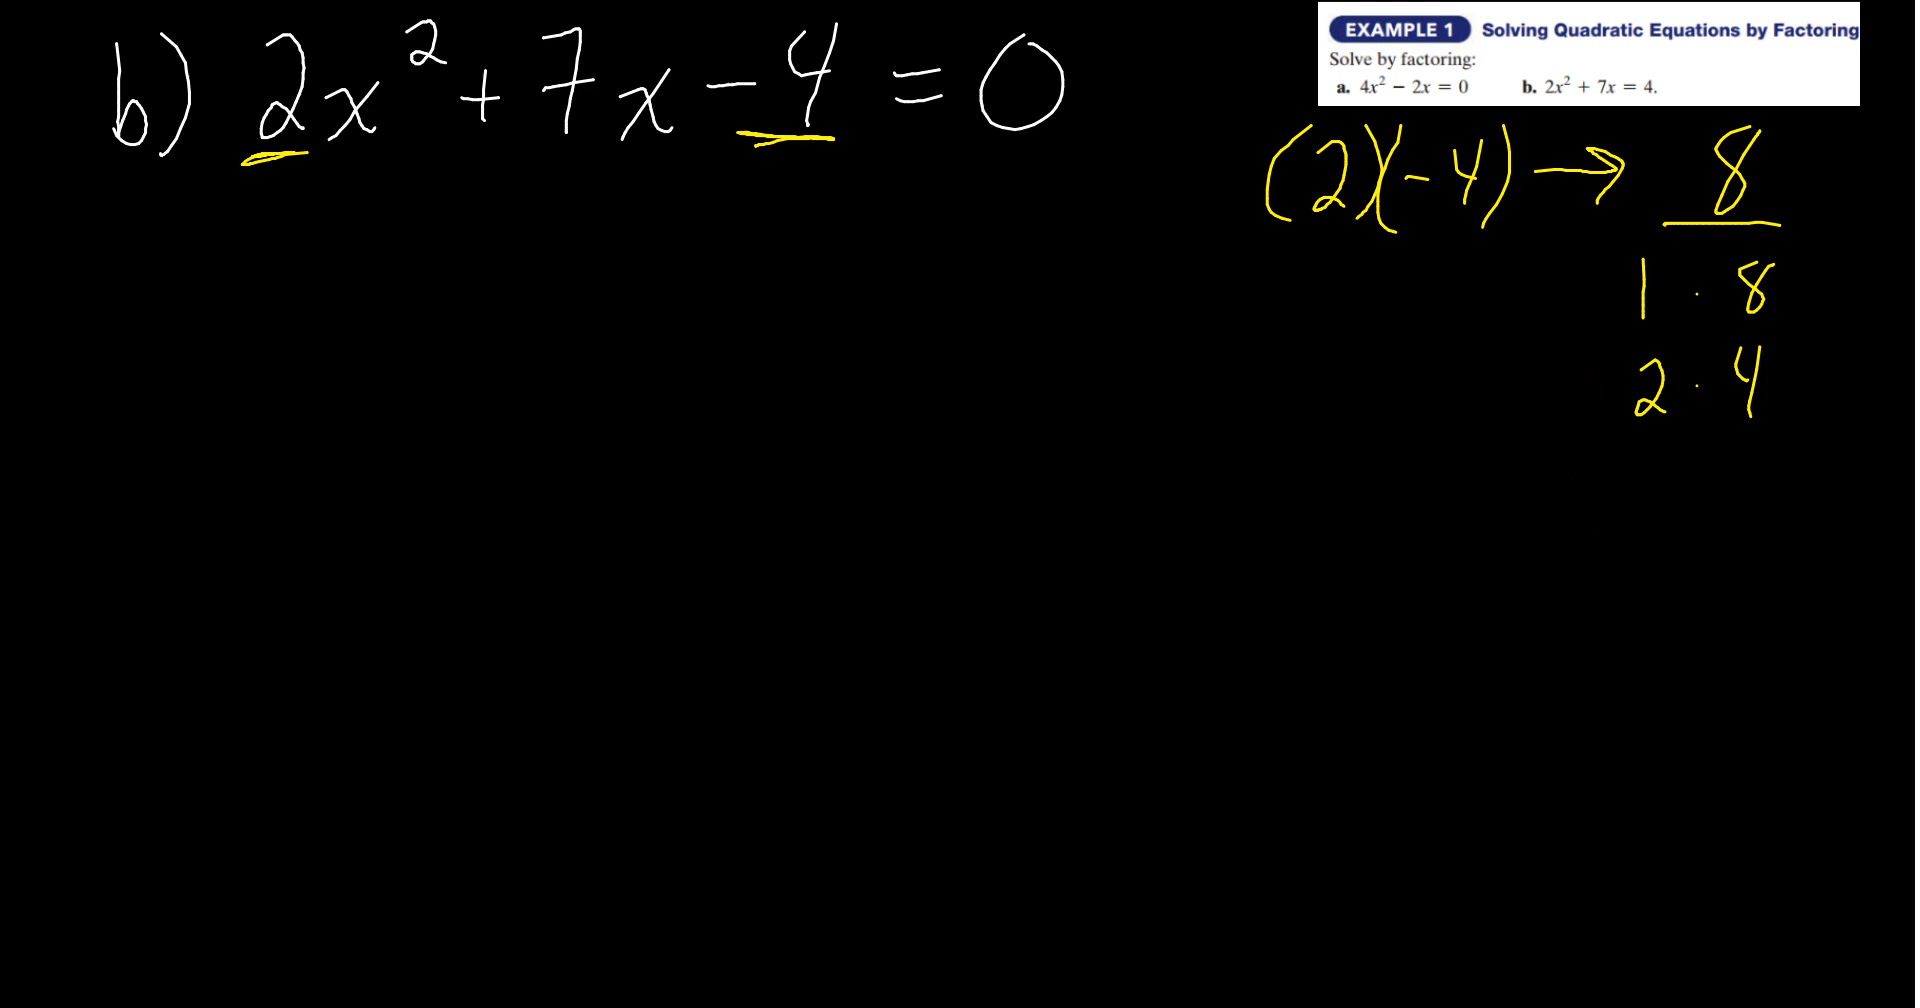 b) 2x² + 7x - 4 = 0
EXAMPLE 1 Solving Quadratic Equations by Factoring
Solve by factoring:
a. 4x² − 2x = 0 b. 2x² + 7x = 4.
(2)(-4) → 8
1 · 8
2 · 4